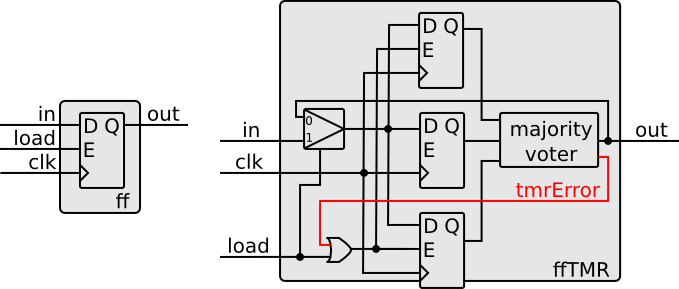 in
load
clk
D Q
E
out
ff
in
clk
load
0
1
D Q
E
D Q
E
D Q
E
majority
voter
tmrError
out
ffTMR